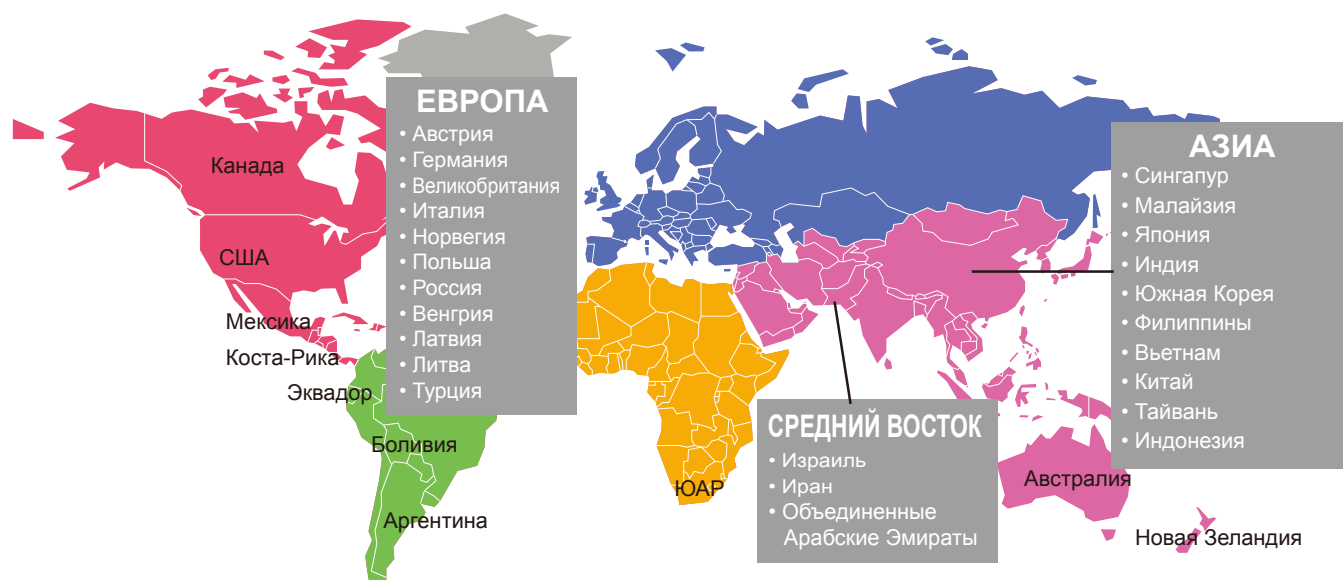 Канада
США
Мексика
Коста-Рика
Эквадор
Боливия
Аргентина
ЕВРОПА
• Австрия
• Германия
• Великобритания
• Италия
• Норвегия
• Польша
• Россия
• Венгрия
• Латвия
• Литва
• Турция
ЮАР
СРЕДНИЙ ВОСТОК
• Израиль
• Иран
• Объединенные
Арабские Эмираты
АЗИА
• Сингапур
• Малайзия
• Япония
• Индия
• Южная Корея
• Филиппины
• Вьетнам
• Китай
• Тайвань
• Индонезия
Австралия
Новая Зеландия